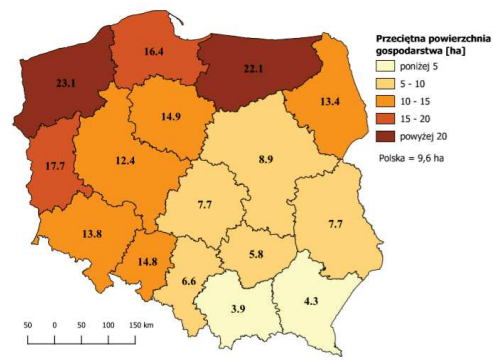 Przeciętna powierzchnia
gospodarstwa [ha]
poniżej 5
5 - 10
10 - 15
15 - 20
powyżej 20
Polska = 9,6 ha
16.4
23.1
22.1
13.4
14.9
17.7
12.4
8.9
7.7
7.7
13.8
14.8
5.8
6.6
3.9
4.3
50 0 50 100 150 km